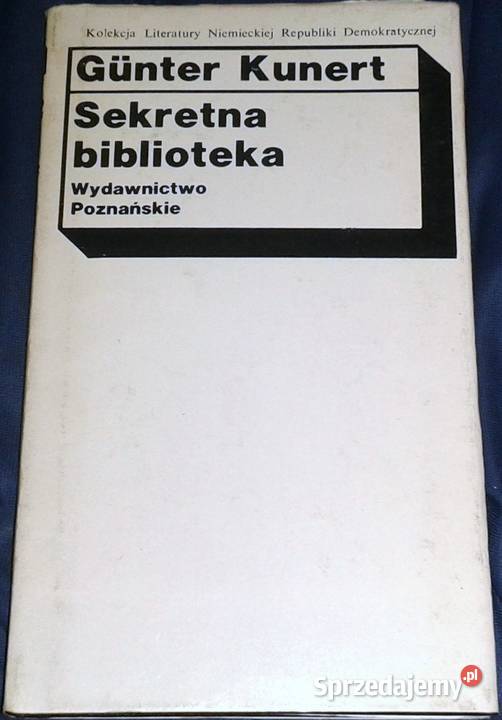 Kolekcja Literatury Niemieckiej Republiki Demokratycznej
Günter Kunert
Sekretna
biblioteka
Wydawnictwo
Poznańskie
Sprzedajemy.pl